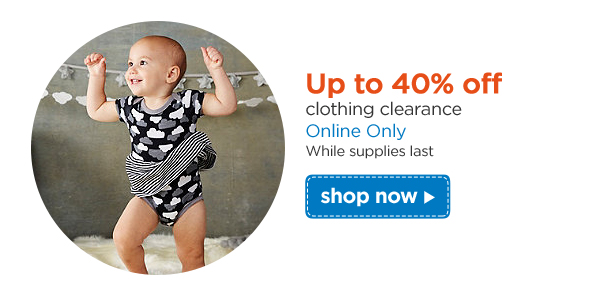 Up to 40% off
clothing clearance
Online Only
While supplies last
shop now